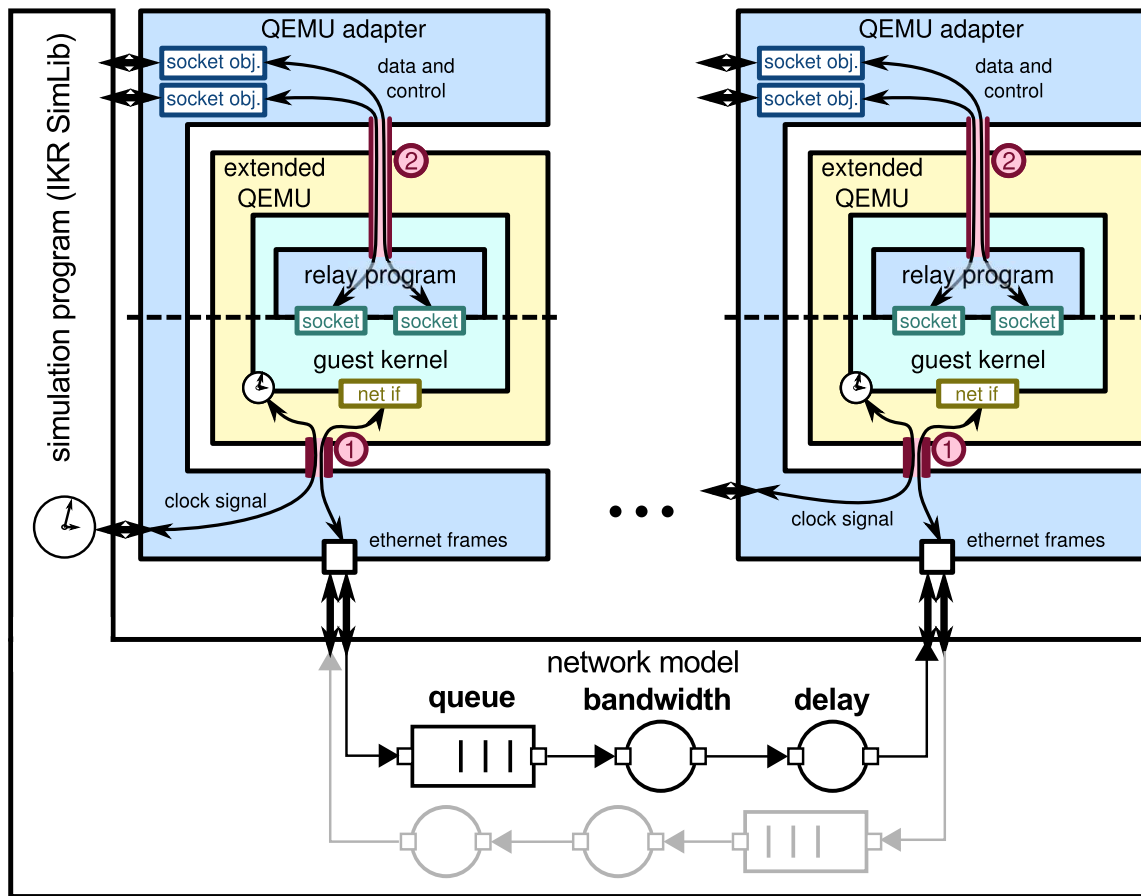 simulation program (IKR SimLib)
QEMU adapter
socket obj.
socket obj.
data and
control
2
extended
QEMU
relay program
socket
socket
guest kernel
net if
1
clock signal
ethernet frames
QEMU adapter
socket obj.
socket obj.
data and
control
2
extended
QEMU
relay program
socket
socket
guest kernel
net if
1
clock signal
ethernet frames
network model
queue
bandwidth
delay